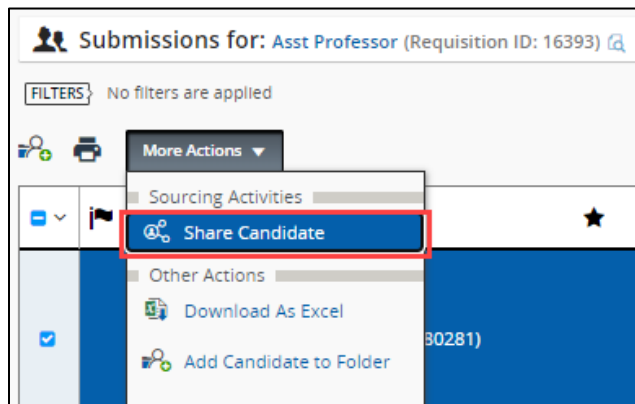 Submissions for: Asst Professor (Requisition ID: 16393)
FILTERS No filters are applied
More Actions
Sourcing Activities
Share Candidate
Other Actions
Download As Excel
80281)
Add Candidate to Folder